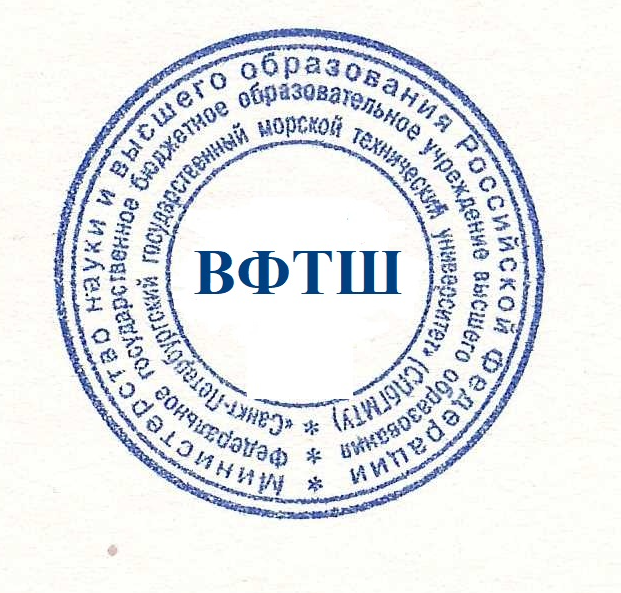 * Министерство науки и высшего образования Российской Федерации
* Федеральное государственное бюджетное образовательное учреждение высшего образования
* «Санкт-Петербургский государственный морской технический университет» (СПбГМТУ)
ВФТШ